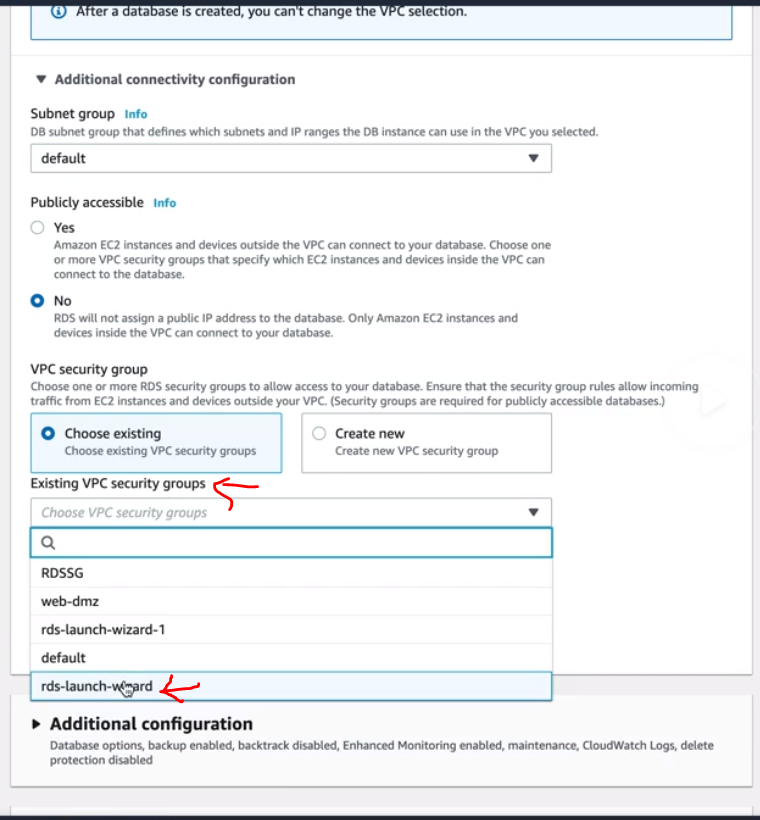 After a database is created, you can't change the VPC selection.
Additional connectivity configuration
Subnet group Info
DB subnet group that defines which subnets and IP ranges the DB instance can use in the VPC you selected.
default
Publicly accessible Info
Yes
Amazon EC2 instances and devices outside the VPC can connect to your database. Choose one
or more VPC security groups that specify which EC2 instances and devices inside the VPC can
connect to the database.
No
RDS will not assign a public IP address to the database. Only Amazon EC2 instances and
devices inside the VPC can connect to your database.
VPC security group
Choose one or more RDS security groups to allow access to your database. Ensure that the security group rules allow incoming
traffic from EC2 instances and devices outside your VPC. (Security groups are required for publicly accessible databases.)
Choose existing
Choose existing VPC security groups
Create new
Create new VPC security group
Existing VPC security groups
Choose VPC security groups
RDSSG
web-dmz
rds-launch-wizard-1
default
rds-launch-wizard
Additional configuration
Database options, backup enabled, backtrack disabled, Enhanced Monitoring enabled, maintenance, CloudWatch Logs, delete
protection disabled